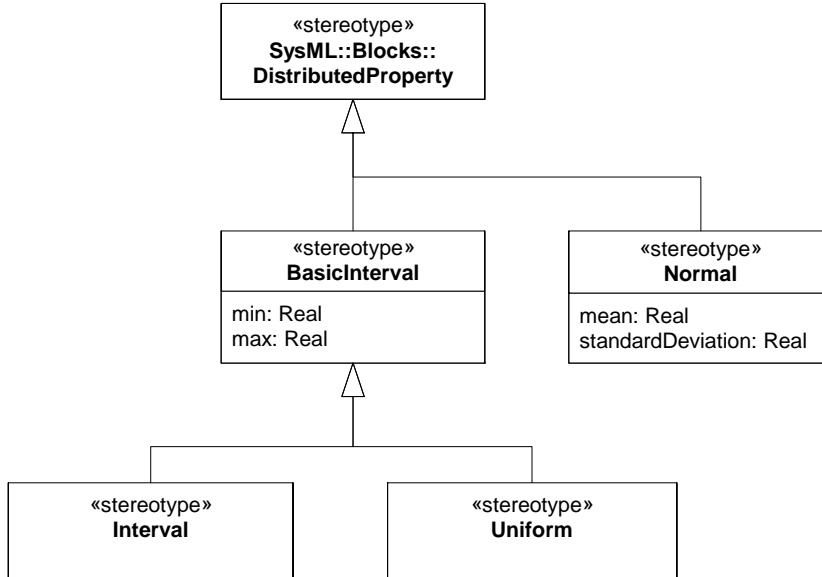 «stereotype»
SysML::Blocks::
DistributedProperty
«stereotype»
BasicInterval
min: Real
max: Real
«stereotype»
Normal
mean: Real
standardDeviation: Real
«stereotype»
Interval
«stereotype»
Uniform